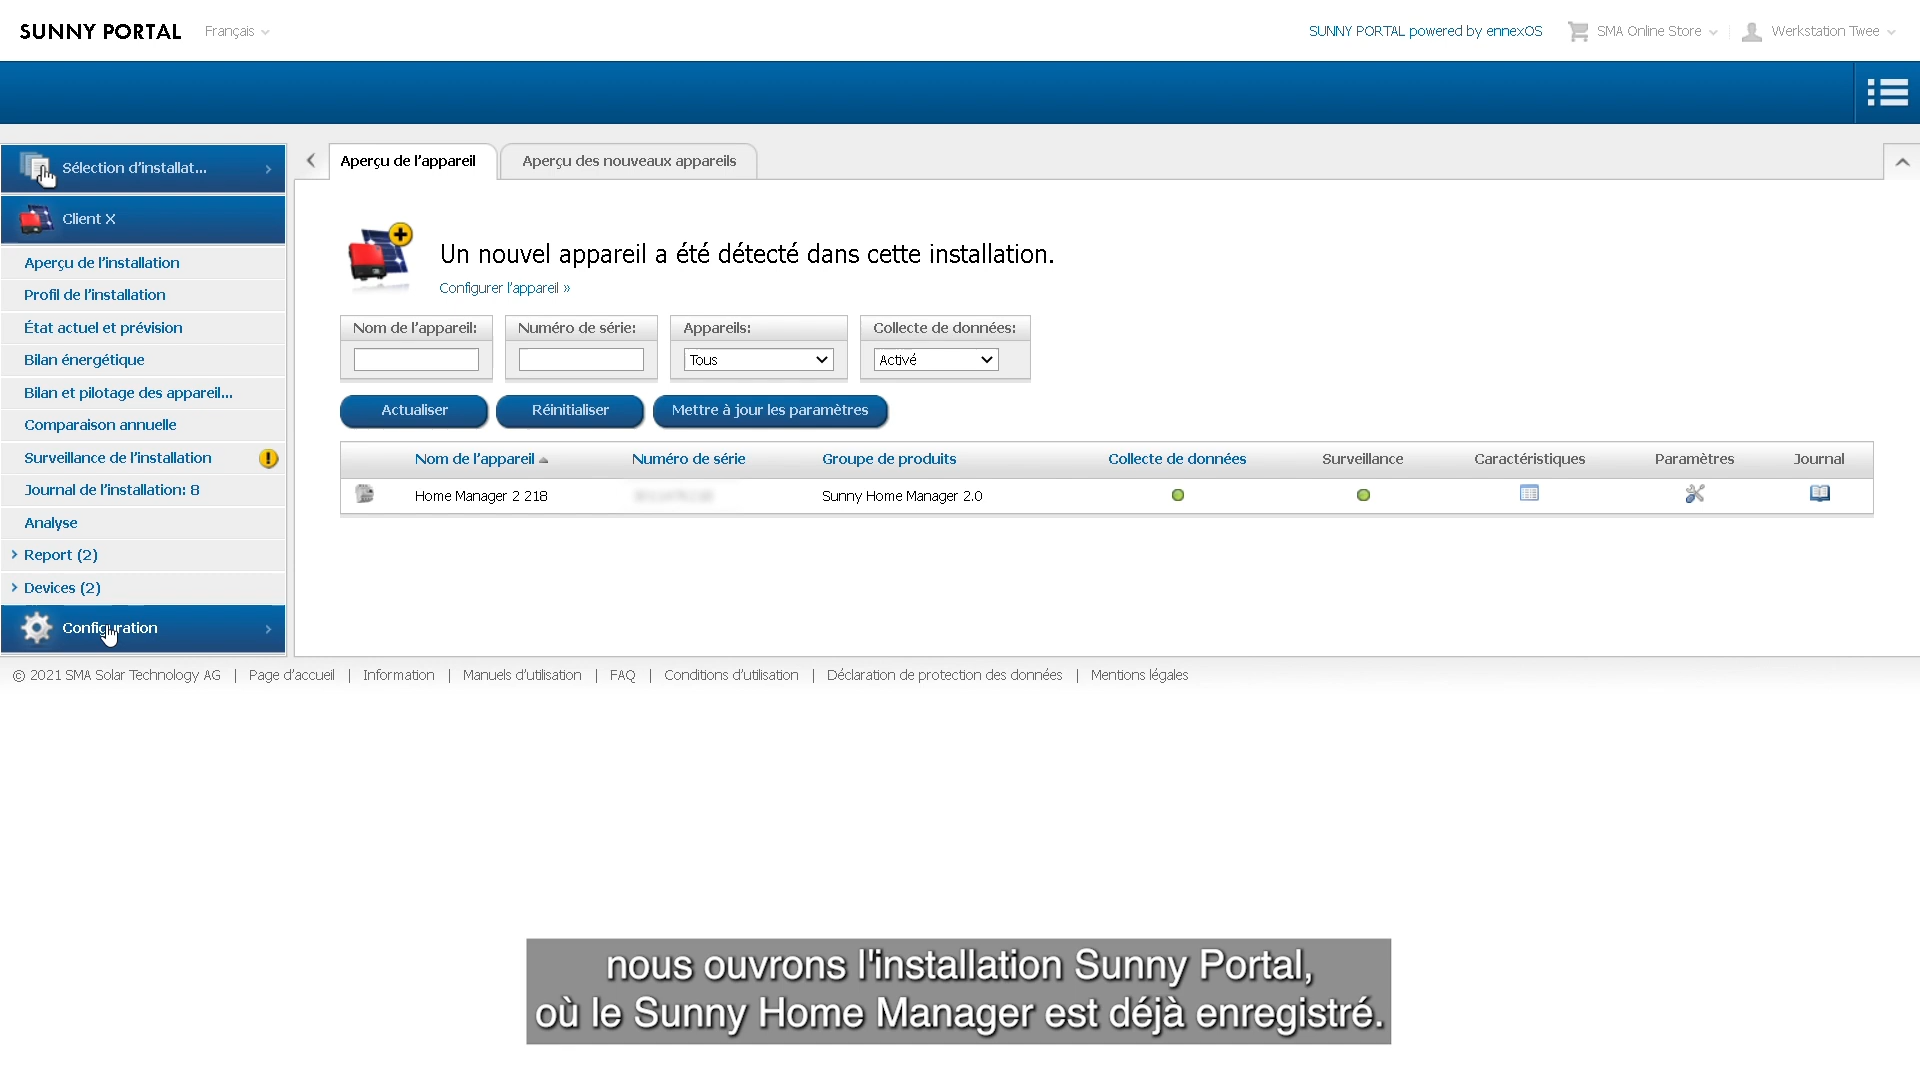 SUNNY PORTAL
Français
SUNNY PORTAL powered by ennexOS
SMA Online Store
Werkstation Twee
Sélection d'installat...
Client X
Aperçu de l'installation
Profil de l'installation
État actuel et prévision
Bilan énergétique
Bilan et pilotage des appareil...
Comparaison annuelle
Surveillance de l'installation
Journal de l'installation: 8
Analyse
Report (2)
Devices (2)
Configuration
Aperçu de l'appareil
Aperçu des nouveaux appareils
Un nouvel appareil a été détecté dans cette installation.
Configurer l'appareil »
Nom de l'appareil: Numéro de série: Appareils: Collecte de données:
Tous Activé
Actualiser Réinitialiser Mettre à jour les paramètres
Nom de l'appareil Numéro de série Groupe de produits Collecte de données Surveillance Caractéristiques Paramètres Journal
Home Manager 2 218 Sunny Home Manager 2.0
© 2021 SMA Solar Technology AG | Page d'accueil | Information | Manuels d'utilisation | FAQ | Conditions d'utilisation | Déclaration de protection des données | Mentions légales
nous ouvrons l'installation Sunny Portal,
où le Sunny Home Manager est déjà enregistré.